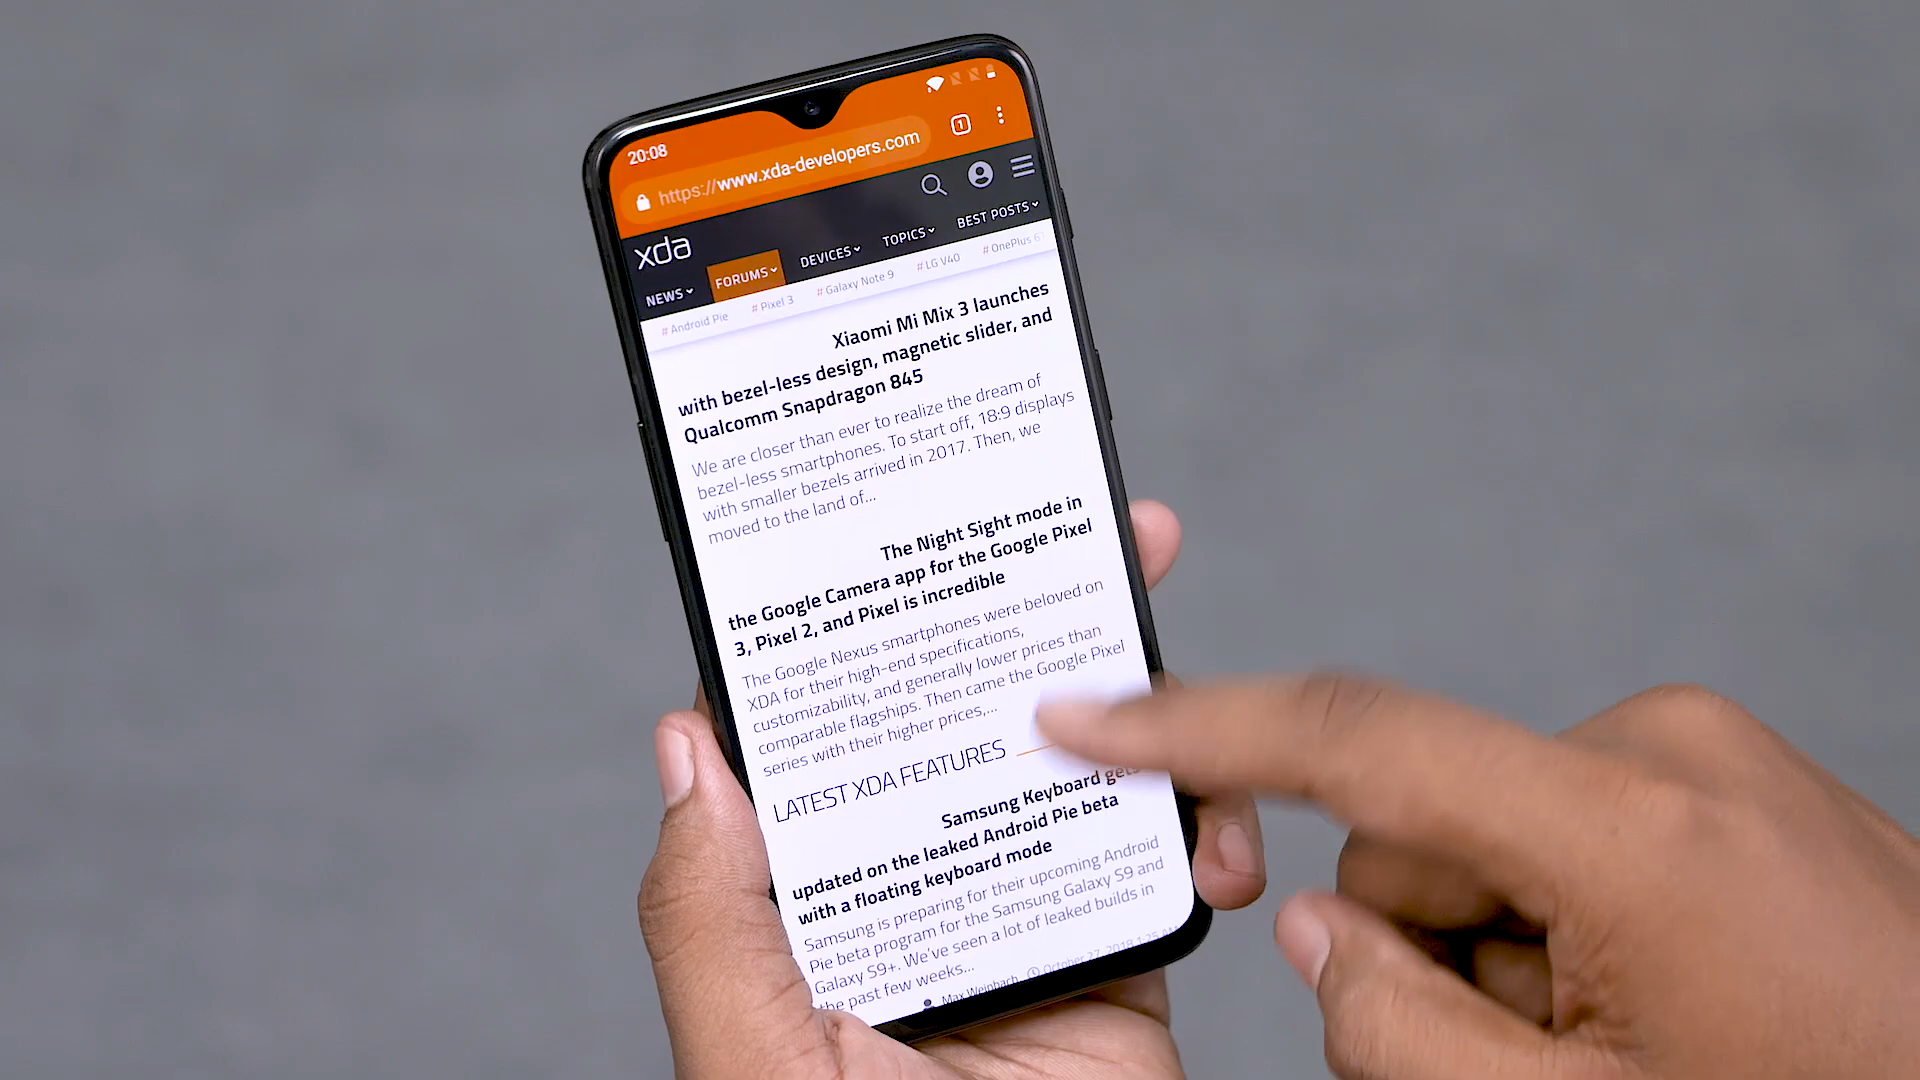 20:08
https://www.xda-developers.com
1
xda
NEWS FORUMS DEVICES TOPICS BEST POSTS
#Android Pie #Pixel 3 #Galaxy Note 9 #LG V40 #OnePlus 6T
Xiaomi Mi Mix 3 launches
with bezel-less design, magnetic slider, and
Qualcomm Snapdragon 845
We are closer than ever to realize the dream of
bezel-less smartphones. To start off, 18:9 displays
with smaller bezels arrived in 2017. Then, we
moved to the land of...
The Night Sight mode in
the Google Camera app for the Google Pixel
3, Pixel 2, and Pixel is incredible
The Google Nexus smartphones were beloved on
XDA for their high-end specifications,
customizability, and generally lower prices than
comparable flagships. Then came the Google Pixel
series with their higher prices,...
LATEST XDA FEATURES
Samsung Keyboard gets
updated on the leaked Android Pie beta
with a floating keyboard mode
Samsung is preparing for their upcoming Android
Pie beta program for the Samsung Galaxy S9 and
Galaxy S9+. We've seen a lot of leaked builds in
the past few weeks...
Max Weinbach October 27, 2018 1:25 AM